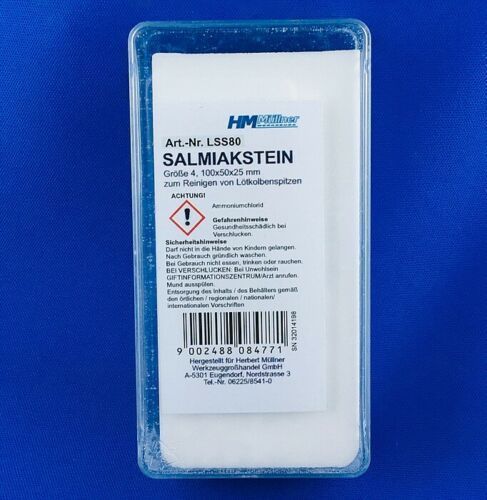 HM Müllner
WERKZEUGE
Art.-Nr. LSS80
SALMIAKSTEIN
Größe 4, 100x50x25 mm
zum Reinigen von Lötkolbenspitzen
ACHTUNG!
Ammoniumchlorid
Gefahrenhinweise
Gesundheitsschädlich bei
Verschlucken.
Sicherheitshinweise
Darf nicht in die Hände von Kindern gelangen.
Nach Gebrauch gründlich waschen.
Bei Gebrauch nicht essen, trinken oder rauchen.
BEI VERSCHLUCKEN: Bei Unwohlsein
GIFTINFORMATIONSZENTRUM/Arzt anrufen.
Mund ausspülen.
Entsorgung des Inhalts / des Behälters gemäß
den örtlichen / regionalen / nationalen/
internationalen Vorschriften
SN 32014198
9 002488 084771
Hergestellt für Herbert Müllner
Werkzeuggroßhandel GmbH
A-5301 Eugendorf, Nordstrasse 3
Tel.-Nr. 06225/8541-0